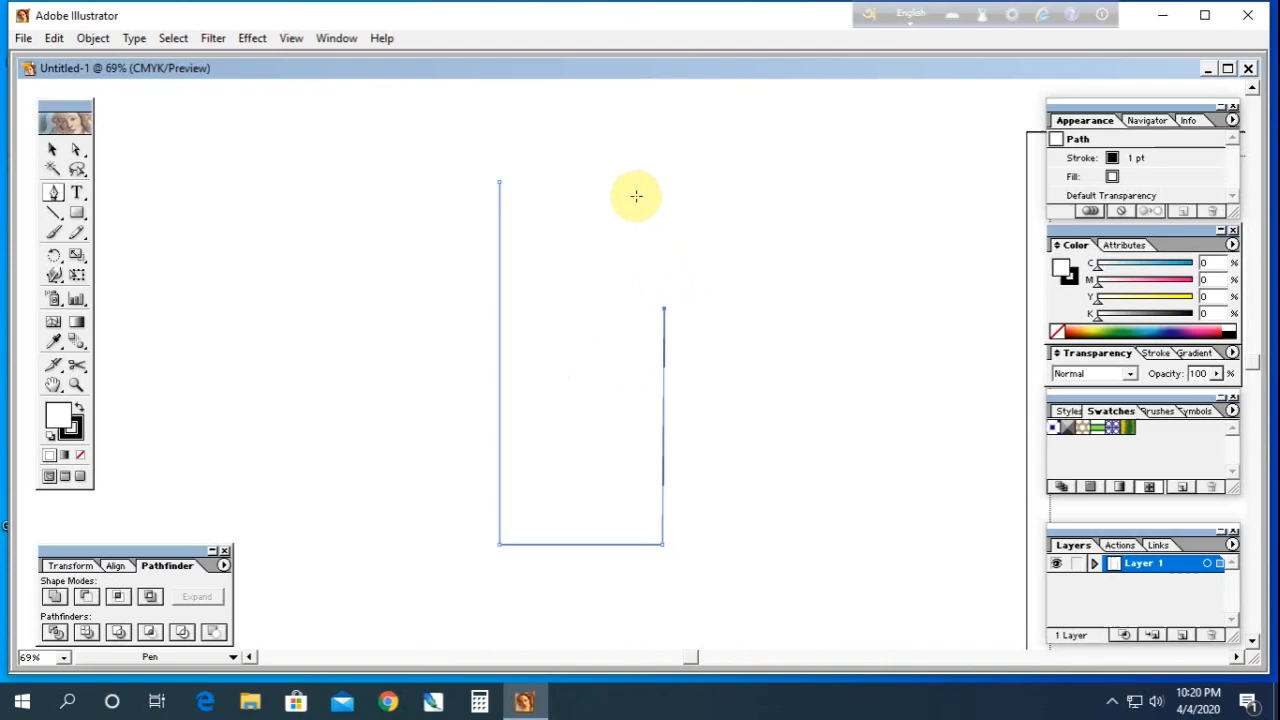 Adobe Illustrator
English
File Edit Object Type Select Filter Effect View Window Help
Untitled-1 @ 69% (CMYK/Preview)
Appearance Navigator Info
Path
Stroke: 1 pt
Fill:
Default Transparency
Color Attributes
C 0 %
M 0 %
Y 0 %
K 0 %
Transparency Stroke Gradient
Normal Opacity: 100 %
Styles Swatches Brushes Symbols
Layers Actions Links
Layer 1
1 Layer
Transform Align Pathfinder
Shape Modes:
Expand
Pathfinders:
69% Pen
10:20 PM
4/4/2020
1